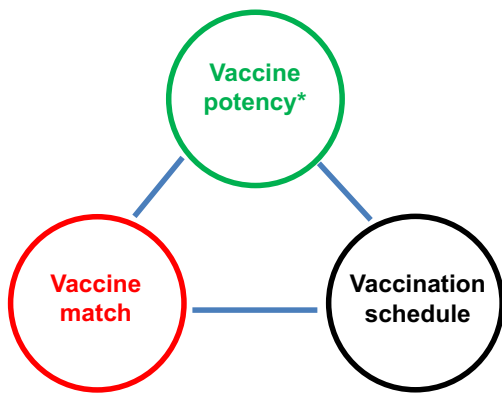 Vaccine
potency*
Vaccine
match
Vaccination
schedule